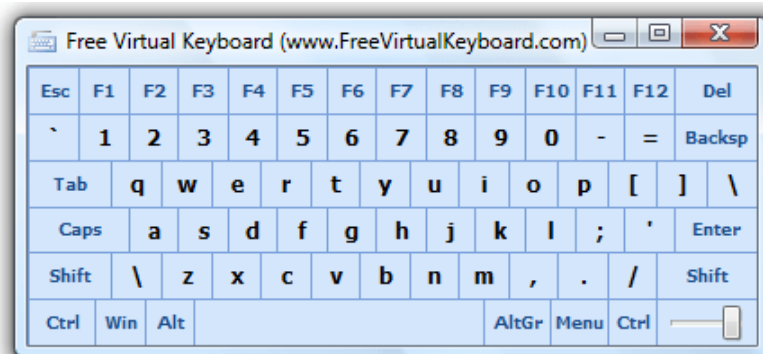 Free Virtual Keyboard (www.FreeVirtualKeyboard.com)
Esc F1 F2 F3 F4 F5 F6 F7 F8 F9 F10 F11 F12 Del
` 1 2 3 4 5 6 7 8 9 0 - = Backsp
Tab q w e r t y u i o p [ ] \
Caps a s d f g h j k l ; ' Enter
Shift \ z x c v b n m , . / Shift
Ctrl Win Alt AltGr Menu Ctrl